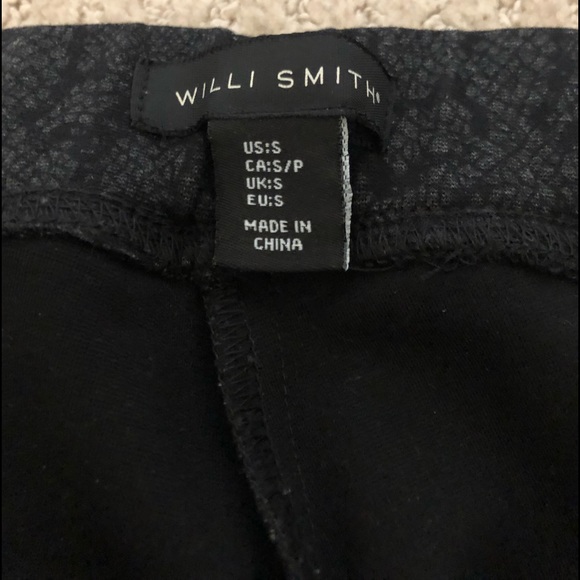 WILLI SMITH
US:S
CA:S/P
UK:S
EU:S
MADE IN
CHINA